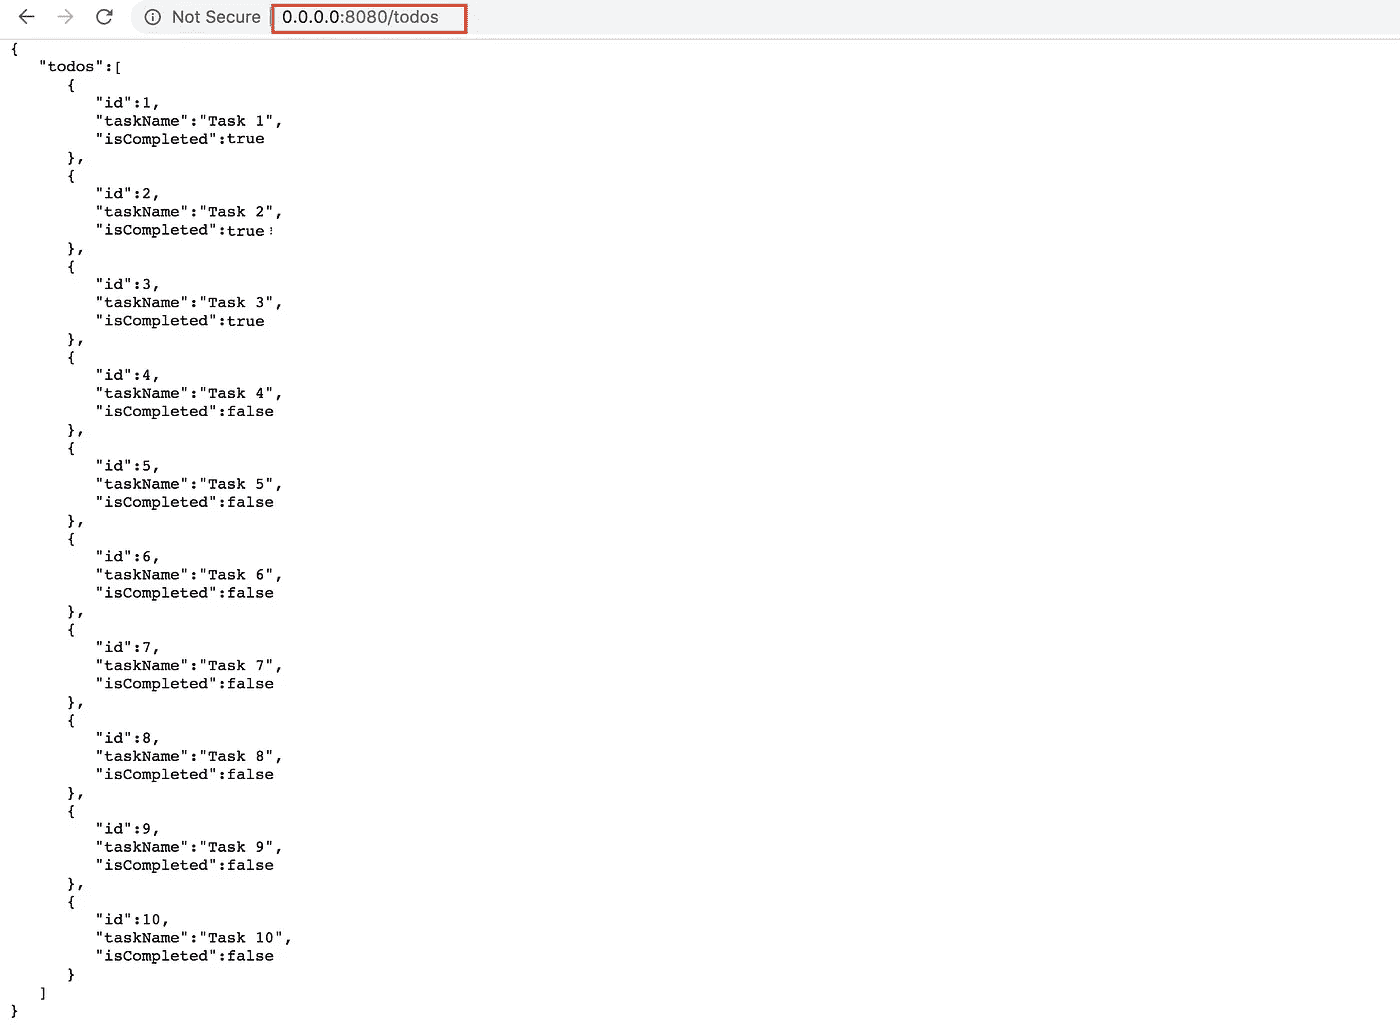 Not Secure 0.0.0.0:8080/todos
{
"todos":[
{
"id":1,
"taskName":"Task 1",
"isCompleted":true
},
{
"id":2,
"taskName":"Task 2",
"isCompleted":true
},
{
"id":3,
"taskName":"Task 3",
"isCompleted":true
},
{
"id":4,
"taskName":"Task 4",
"isCompleted":false
},
{
"id":5,
"taskName":"Task 5",
"isCompleted":false
},
{
"id":6,
"taskName":"Task 6",
"isCompleted":false
},
{
"id":7,
"taskName":"Task 7",
"isCompleted":false
},
{
"id":8,
"taskName":"Task 8",
"isCompleted":false
},
{
"id":9,
"taskName":"Task 9",
"isCompleted":false
},
{
"id":10,
"taskName":"Task 10",
"isCompleted":false
}
]
}